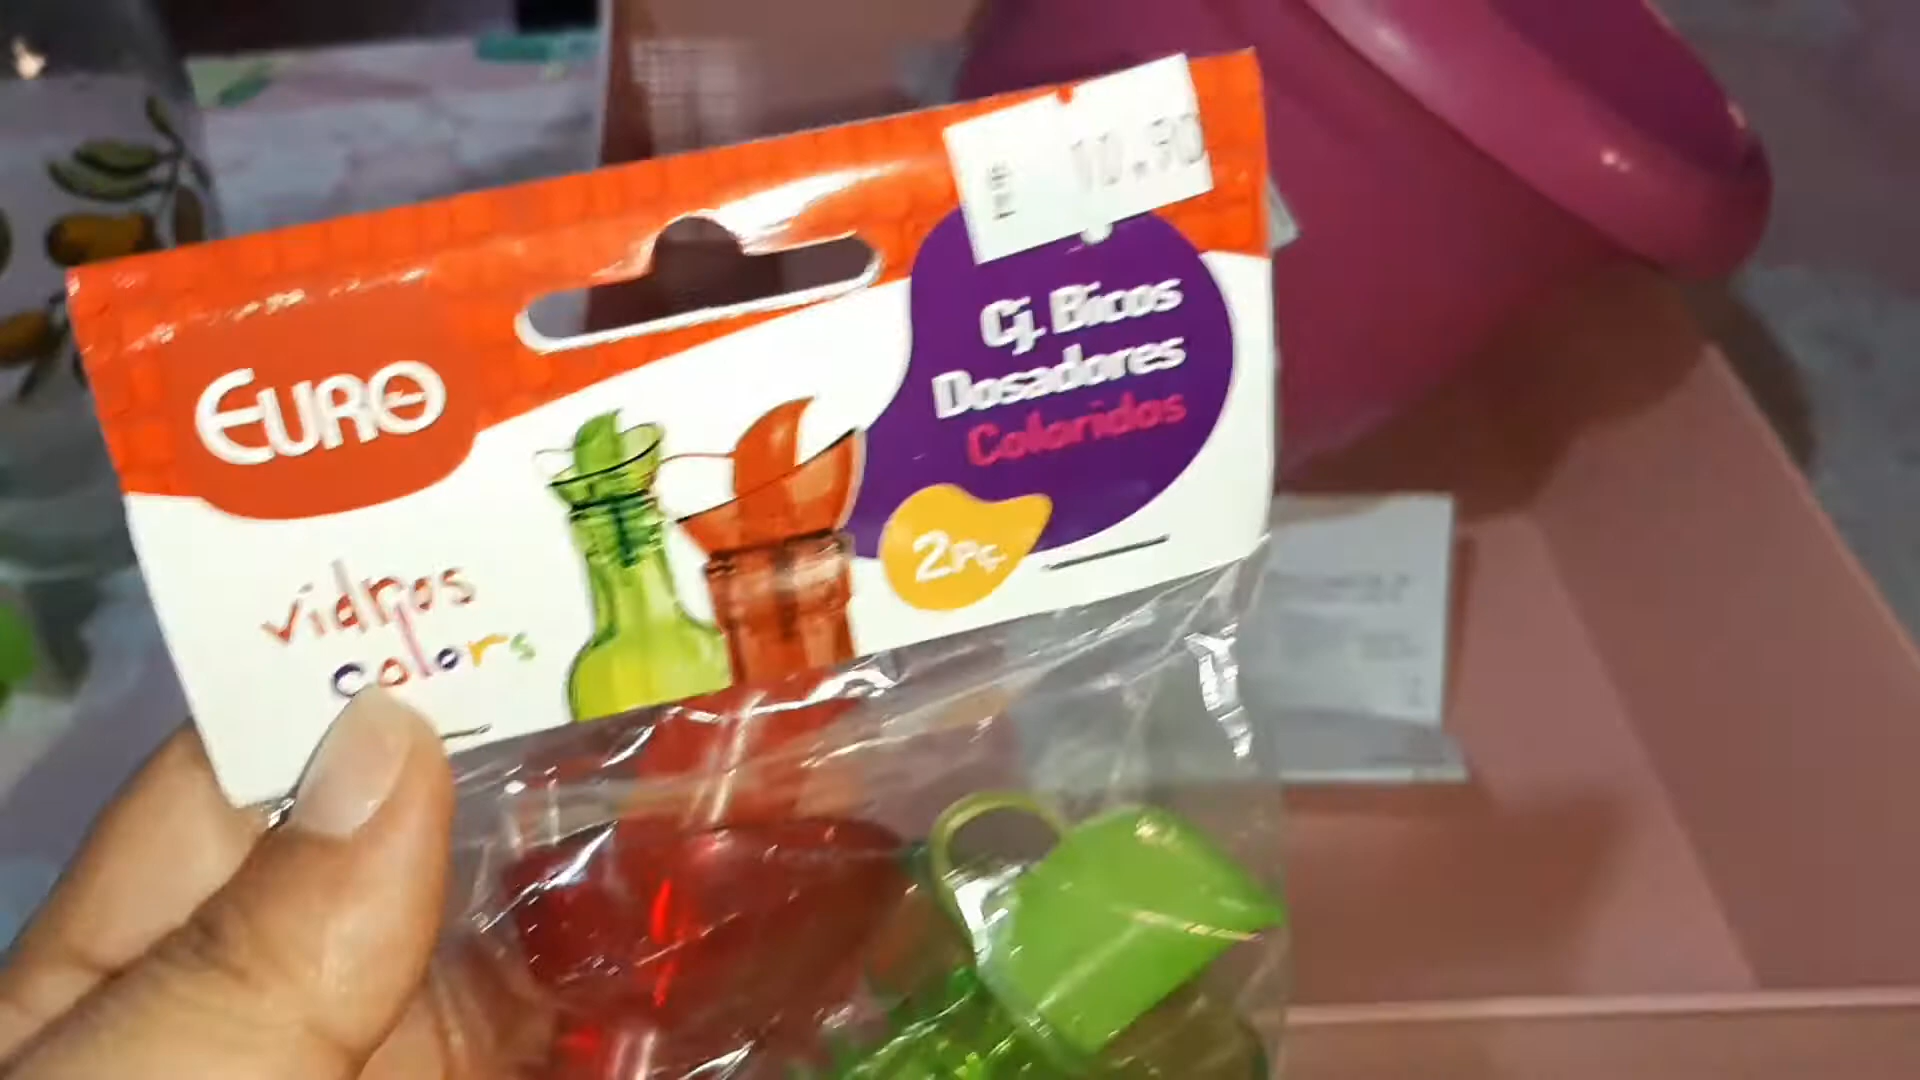 10.90
EURO
Cj. Bicos
Dosadores
Coloridos
2Pç.
vidros
colors